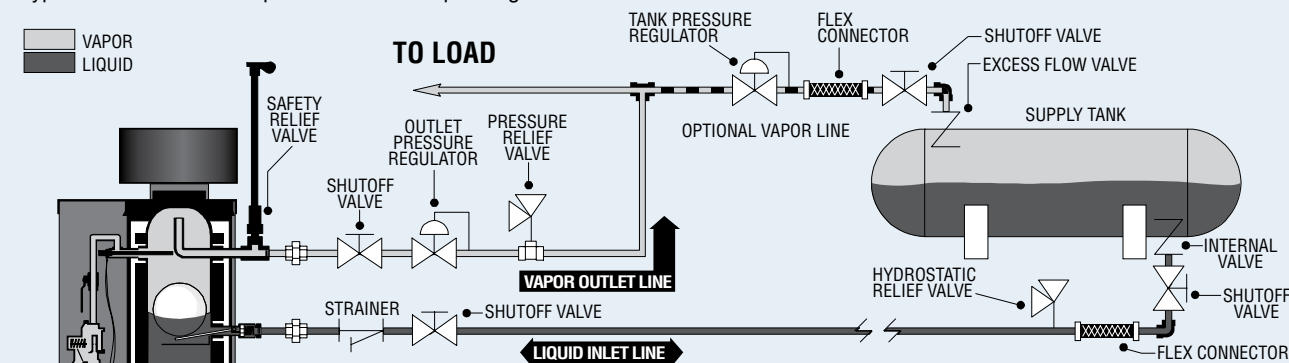 VAPOR
LIQUID
TO LOAD
TANK PRESSURE
REGULATOR
FLEX
CONNECTOR
SHUTOFF VALVE
EXCESS FLOW VALVE
SUPPLY TANK
OPTIONAL VAPOR LINE
SAFETY
RELIEF
VALVE
OUTLET
PRESSURE
REGULATOR
PRESSURE
RELIEF
VALVE
SHUTOFF
VALVE
VAPOR OUTLET LINE
HYDROSTATIC
RELIEF VALVE
INTERNAL
VALVE
SHUTOFF
VALVE
STRAINER
SHUTOFF VALVE
LIQUID INLET LINE
FLEX CONNECTOR